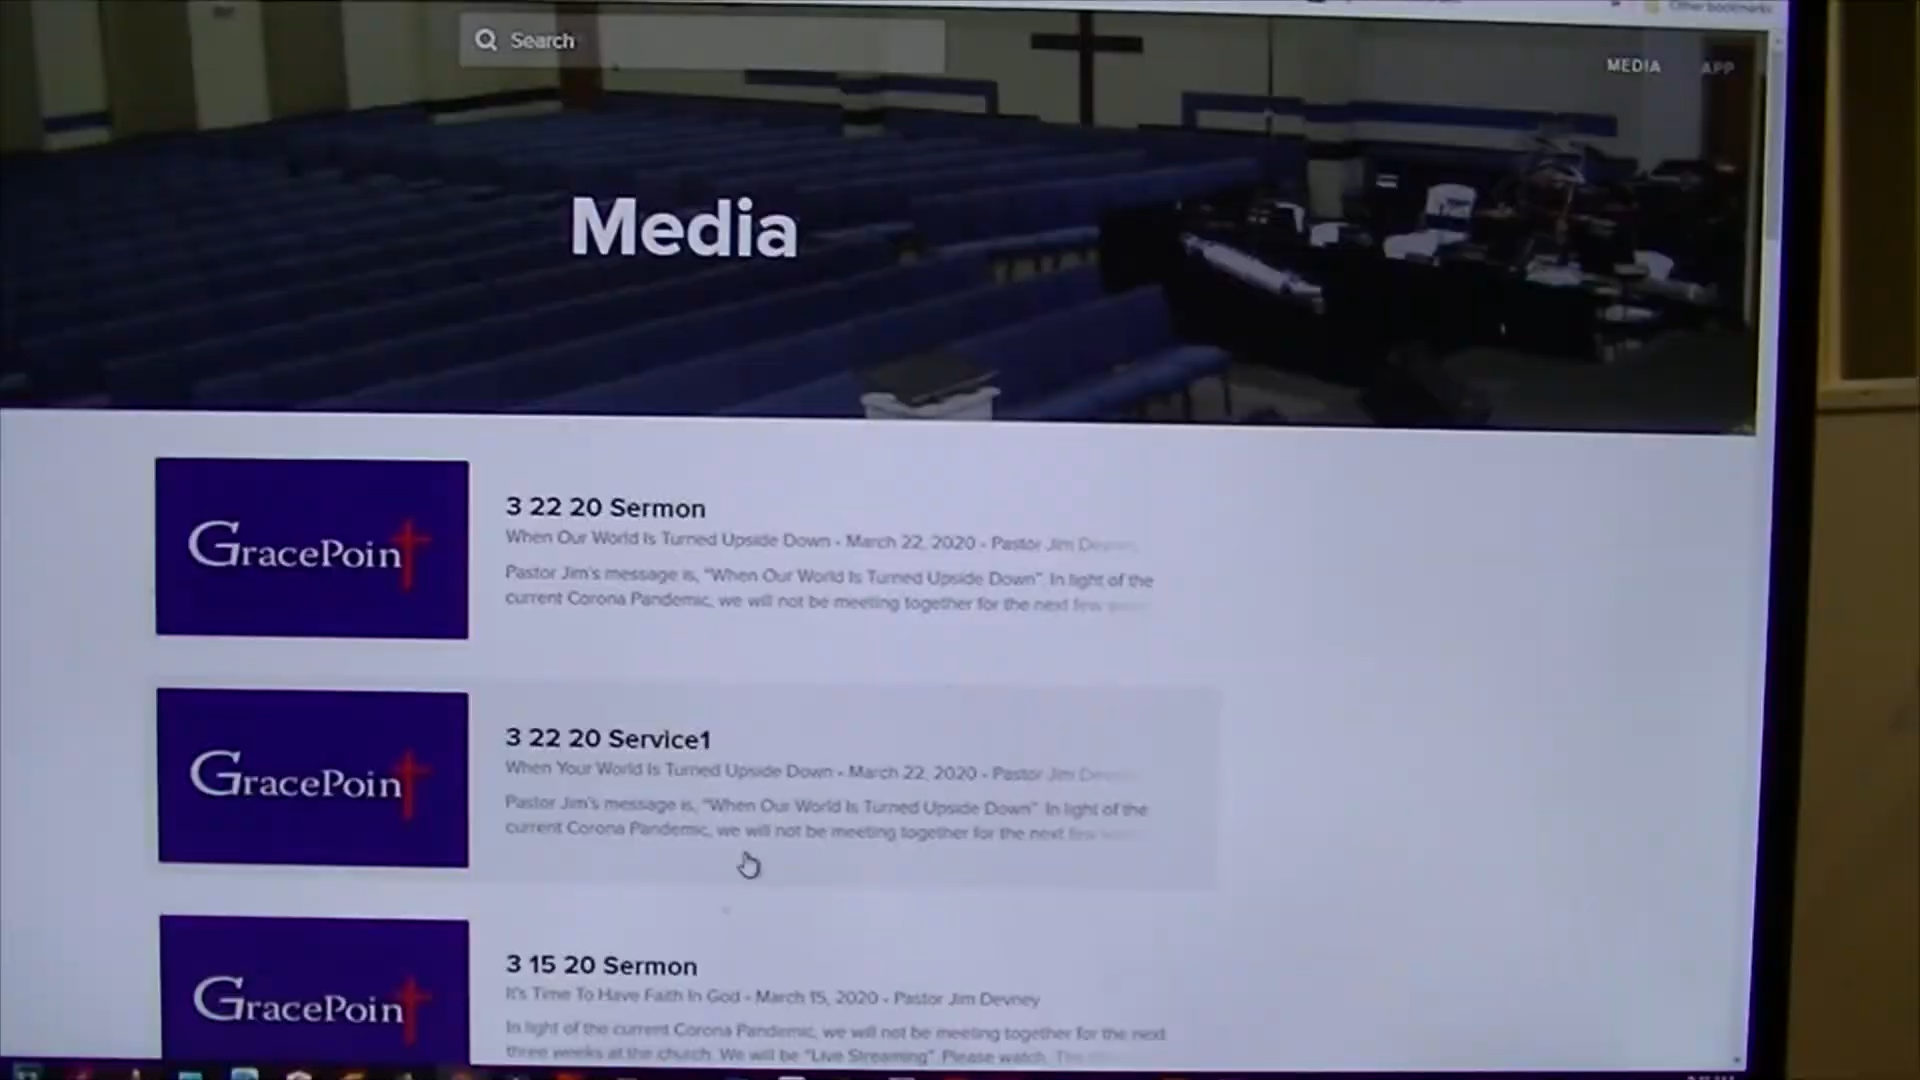 Other bookmarks
Search
MEDIA APP
Media
GracePoint
3 22 20 Sermon
When Our World Is Turned Upside Down - March 22, 2020 - Pastor Jim
Pastor Jim's message is, "When Our World Is Turned Upside Down". In light of the
current Corona Pandemic, we will not be meeting together for the next few
GracePoint
3 22 20 Service1
When Your World Is Turned Upside Down - March 22, 2020 - Pastor Jim
Pastor Jim's message is, "When Our World Is Turned Upside Down". In light of the
current Corona Pandemic, we will not be meeting together for the next few
GracePoint
3 15 20 Sermon
It's Time To Have Faith In God - March 15, 2020 - Pastor Jim Devney
In light of the current Corona Pandemic, we will not be meeting together for the next
three weeks at the church. We will be "Live Streaming". Please watch. The